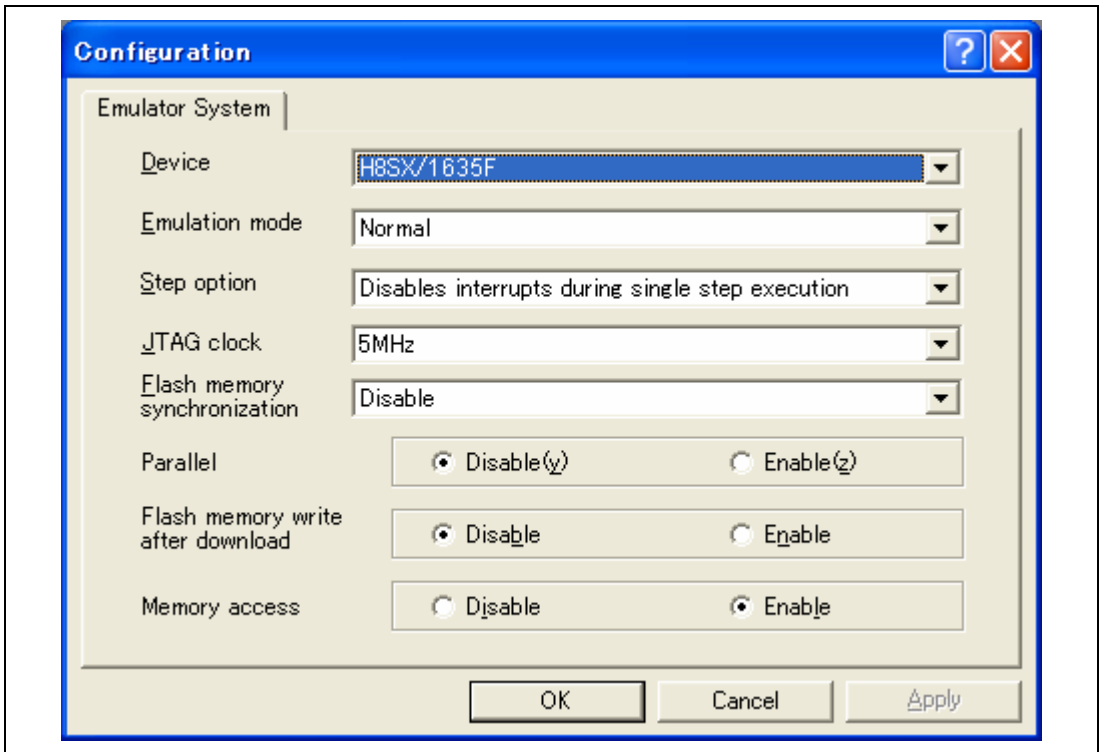 Configuration
Emulator System
Device H8SX/1635F
Emulation mode Normal
Step option Disables interrupts during single step execution
JTAG clock 5MHz
Flash memory
synchronization Disable
Parallel Disable(y) Enable(z)
Flash memory write
after download Disable Enable
Memory access Disable Enable
OK Cancel Apply